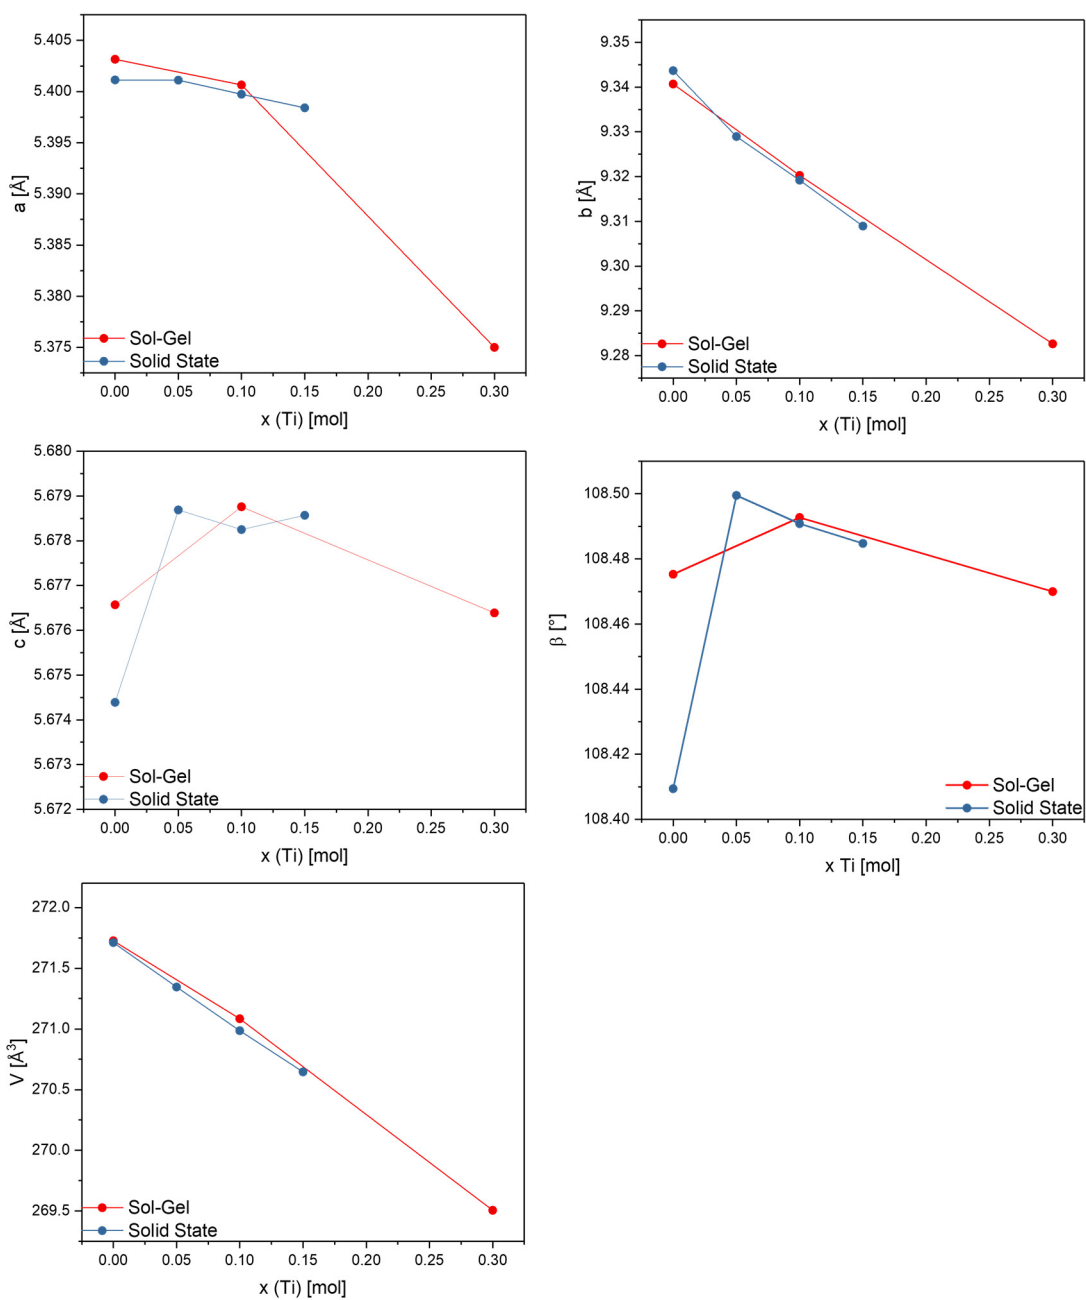 5.405
5.400
5.395
5.390
5.385
5.380
5.375
a [Å]
Sol-Gel
Solid State
0.00 0.05 0.10 0.15 0.20 0.25 0.30
x (Ti) [mol]
9.35
9.34
9.33
9.32
9.31
9.30
9.29
9.28
b [Å]
Sol-Gel
Solid State
0.00 0.05 0.10 0.15 0.20 0.25 0.30
x (Ti) [mol]
5.680
5.679
5.678
5.677
5.676
5.675
5.674
5.673
5.672
c [Å]
Sol-Gel
Solid State
0.00 0.05 0.10 0.15 0.20 0.25 0.30
x (Ti) [mol]
108.50
108.48
108.46
108.44
108.42
108.40
β [°]
Sol-Gel
Solid State
0.00 0.05 0.10 0.15 0.20 0.25 0.30
x Ti [mol]
272.0
271.5
271.0
270.5
270.0
269.5
V [Å³]
Sol-Gel
Solid State
0.00 0.05 0.10 0.15 0.20 0.25 0.30
x (Ti) [mol]